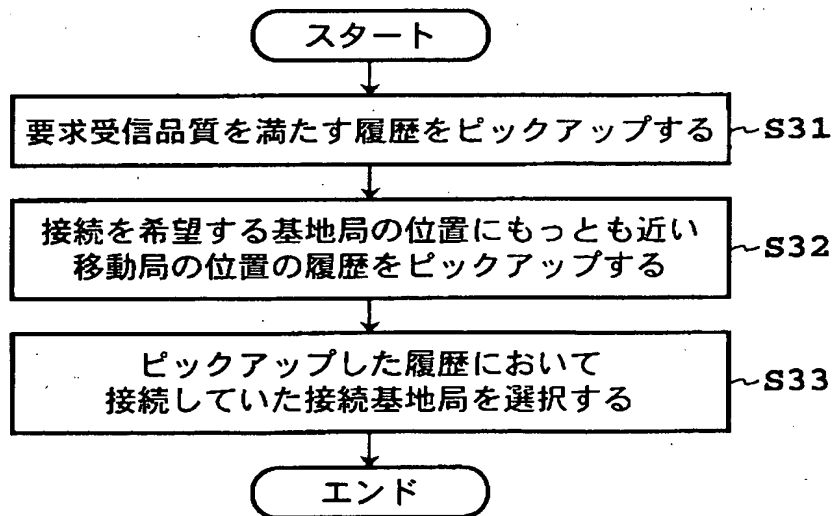 スタート
要求受信品質を満たす履歴をピックアップする
~S31
接続を希望する基地局の位置にもっとも近い
移動局の位置の履歴をピックアップする
~S32
ピックアップした履歴において
接続していた接続基地局を選択する
~S33
エンド